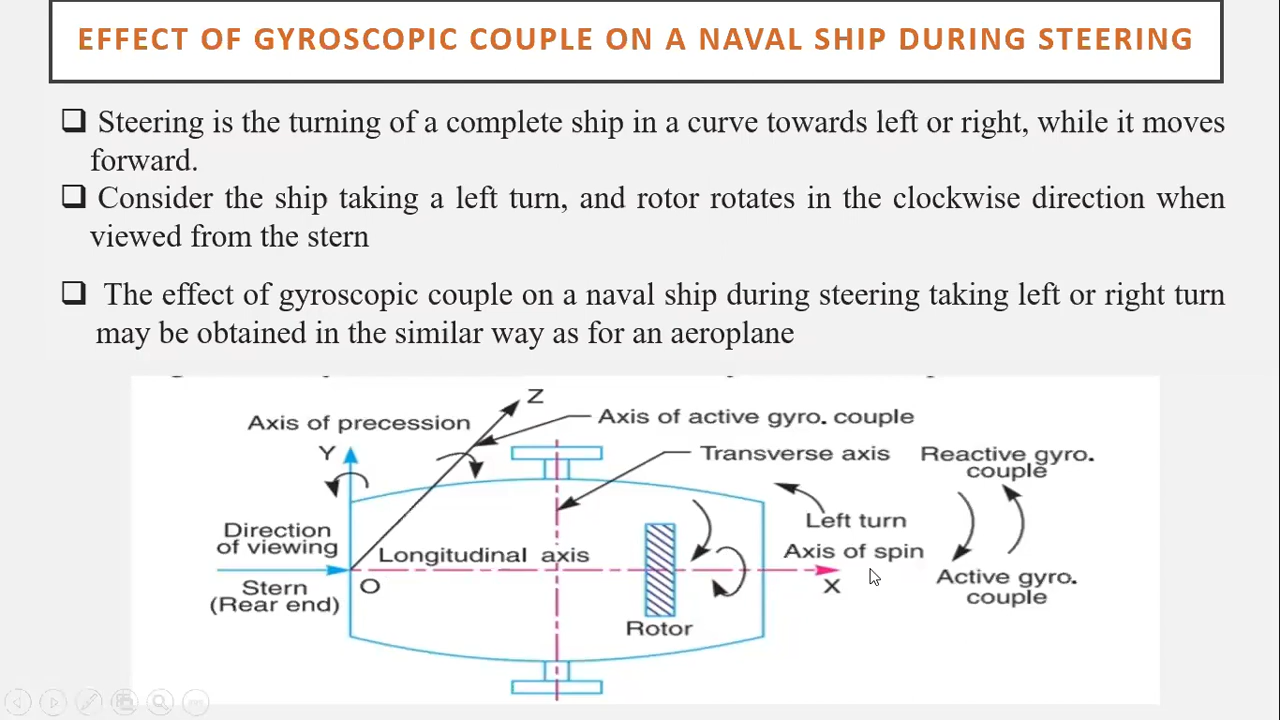 EFFECT OF GYROSCOPIC COUPLE ON A NAVAL SHIP DURING STEERING
Steering is the turning of a complete ship in a curve towards left or right, while it moves
forward.
Consider the ship taking a left turn, and rotor rotates in the clockwise direction when
viewed from the stern
The effect of gyroscopic couple on a naval ship during steering taking left or right turn
may be obtained in the similar way as for an aeroplane
Z
Axis of precession
Axis of active gyro. couple
Y
Transverse axis
Reactive gyro.
couple
Left turn
Direction
of viewing
Longitudinal axis
Axis of spin
Stern
(Rear end)
O
X
Active gyro.
couple
Rotor